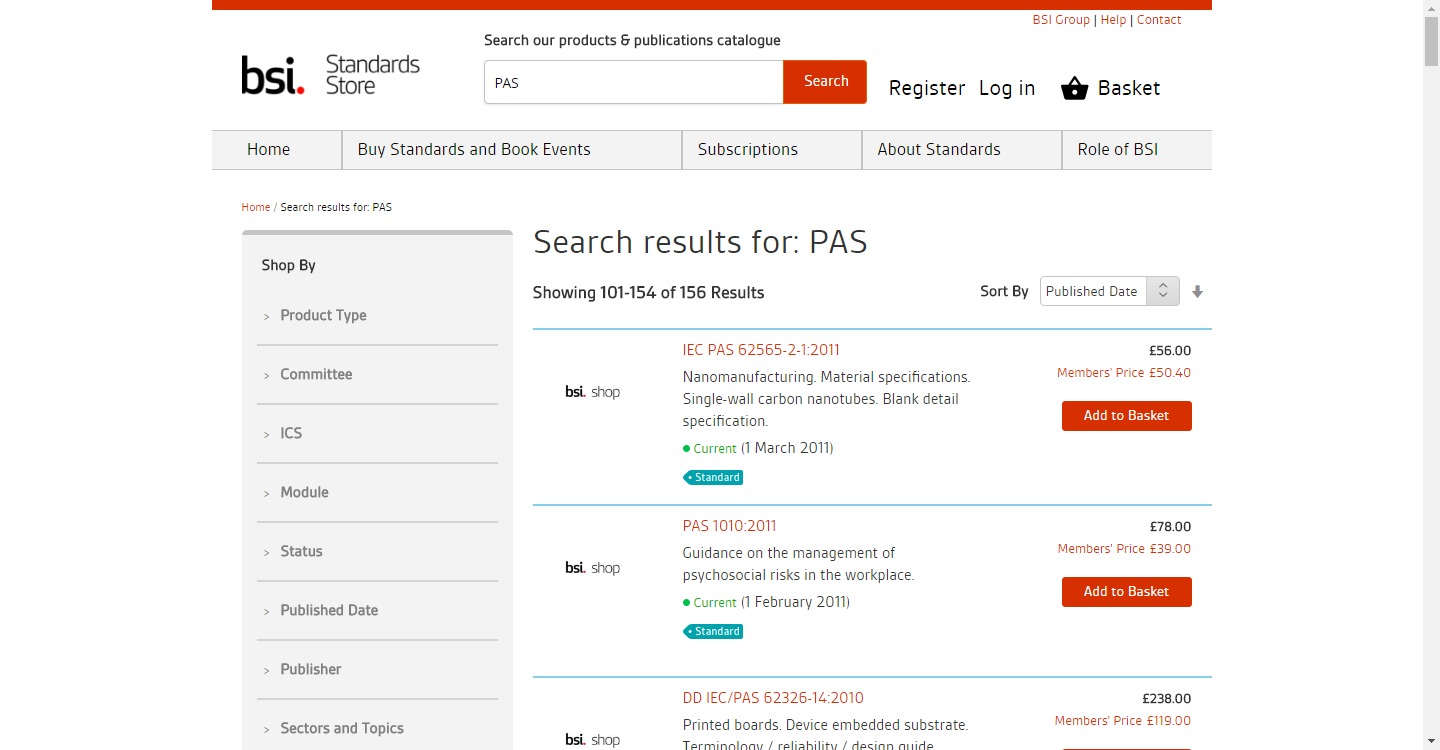 BSI Group | Help | Contact
Search our products & publications catalogue
bsi. Standards Store
PAS
Search
Register Log in Basket
Home
Buy Standards and Book Events
Subscriptions
About Standards
Role of BSI
Home / Search results for: PAS
Shop By
> Product Type
> Committee
> ICS
> Module
> Status
> Published Date
> Publisher
> Sectors and Topics
Search results for: PAS
Showing 101-154 of 156 Results
Sort By Published Date
bsi. shop
IEC PAS 62565-2-1:2011
Nanomanufacturing. Material specifications.
Single-wall carbon nanotubes. Blank detail
specification.
Current (1 March 2011)
Standard
£56.00
Members' Price £50.40
Add to Basket
bsi. shop
PAS 1010:2011
Guidance on the management of
psychosocial risks in the workplace.
Current (1 February 2011)
Standard
£78.00
Members' Price £39.00
Add to Basket
bsi. shop
DD IEC/PAS 62326-14:2010
Printed boards. Device embedded substrate.
Terminology / reliability / design guide
£238.00
Members' Price £119.00